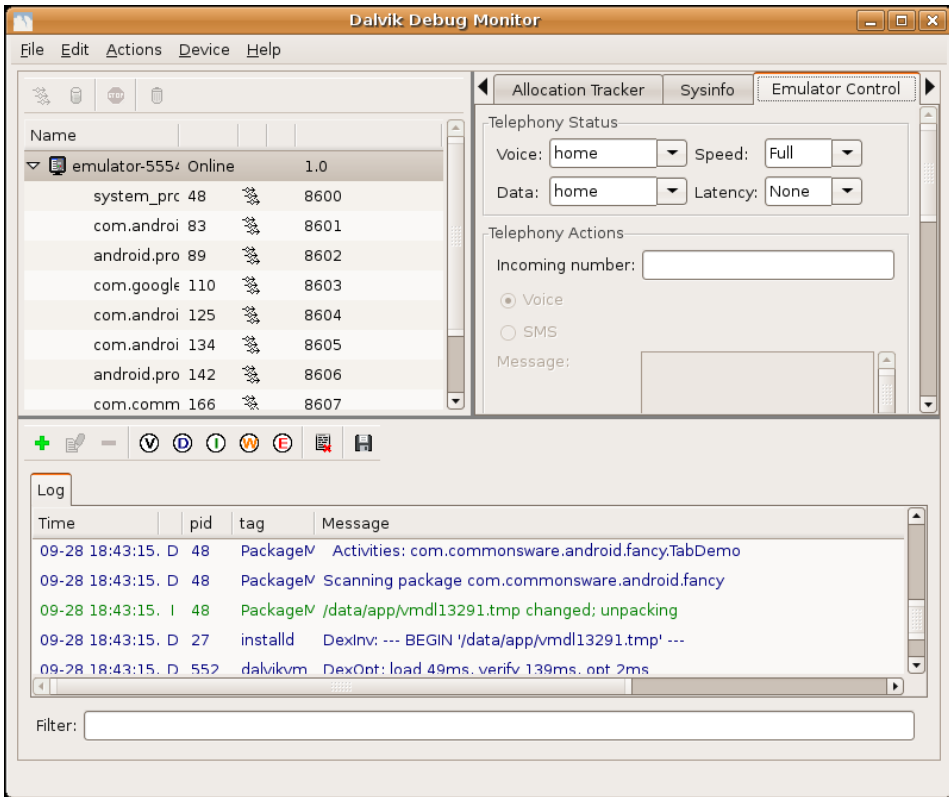 Dalvik Debug Monitor
File Edit Actions Device Help
STOP
Name
emulator-5554 Online 1.0
system_prc 48 8600
com.androi 83 8601
android.pro 89 8602
com.google 110 8603
com.androi 125 8604
com.androi 134 8605
android.pro 142 8606
com.comm 166 8607
Allocation Tracker Sysinfo Emulator Control
Telephony Status
Voice: home Speed: Full
Data: home Latency: None
Telephony Actions
Incoming number:
Voice
SMS
Message:
V D I W E
Log
Time pid tag Message
09-28 18:43:15. D 48 PackageM Activities: com.commonsware.android.fancy.TabDemo
09-28 18:43:15. D 48 PackageM Scanning package com.commonsware.android.fancy
09-28 18:43:15. I 48 PackageM /data/app/vmdl13291.tmp changed; unpacking
09-28 18:43:15. D 27 installd DexInv: --- BEGIN '/data/app/vmdl13291.tmp' ---
09-28 18:43:15. D 552 dalvikvm DexOpt: load 49ms, verify 139ms, opt 2ms
Filter: